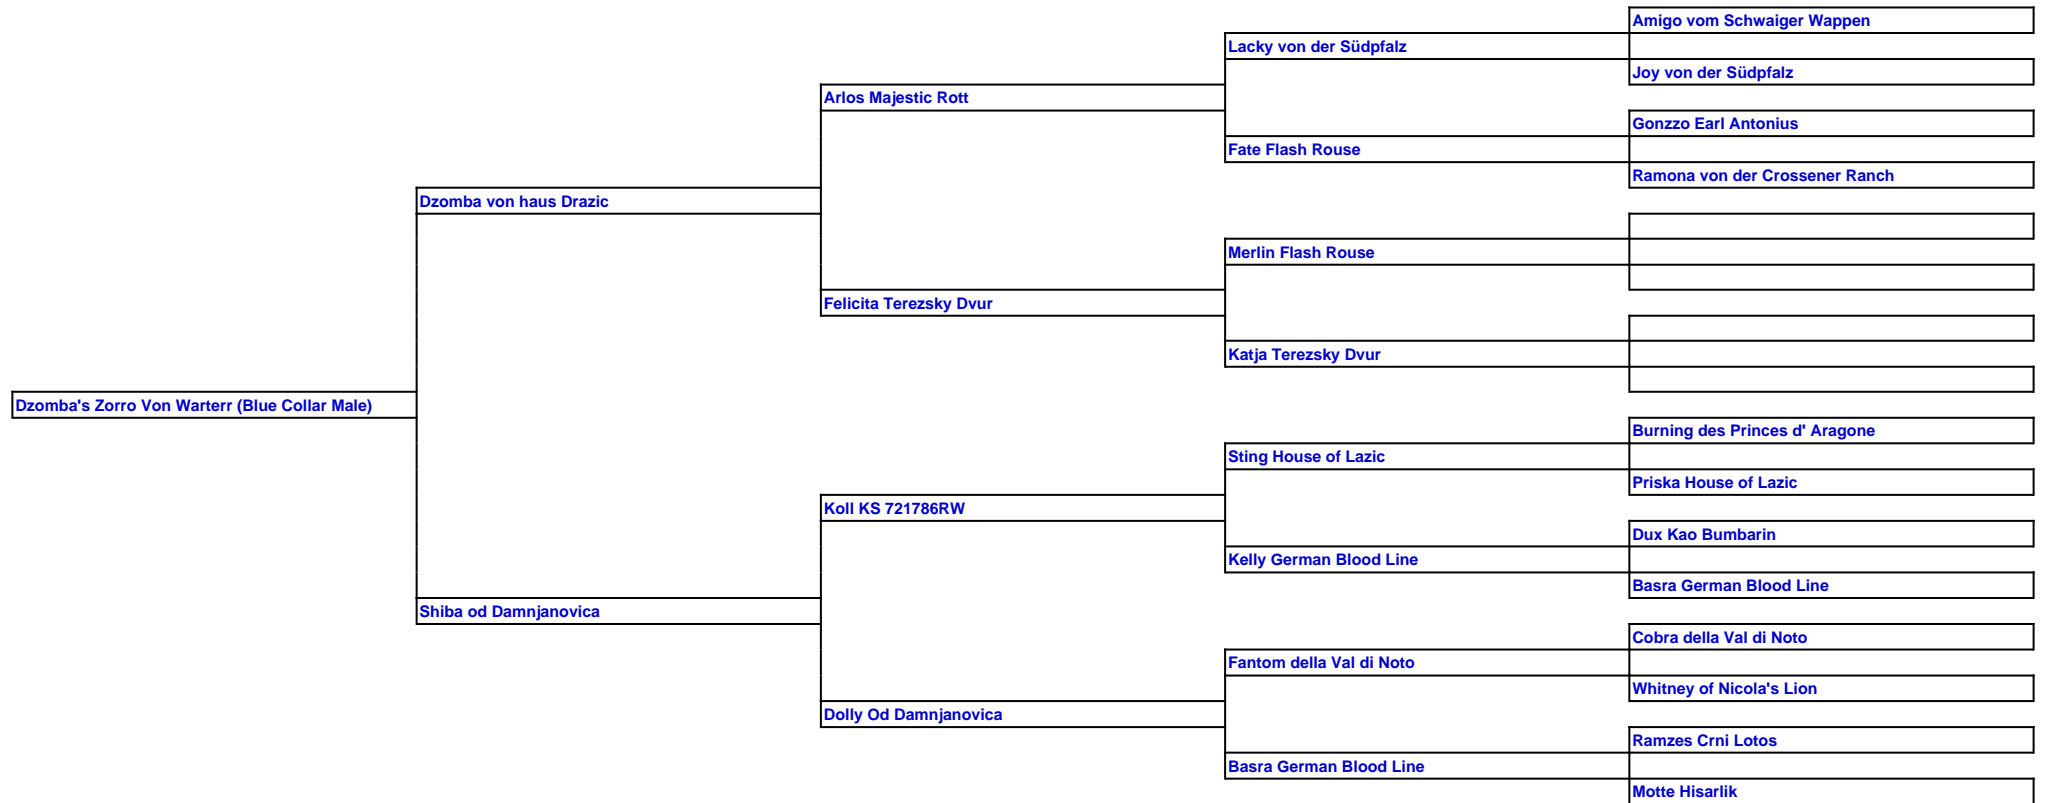 Amigo vom Schwaiger Wappen
Lacky von der Südpfalz
Joy von der Südpfalz
Arlos Majestic Rott
Gonzzo Earl Antonius
Fate Flash Rouse
Ramona von der Crossener Ranch
Dzomba von haus Drazic
Merlin Flash Rouse
Felicita Terezsky Dvur
Katja Terezsky Dvur
Dzomba's Zorro Von Warterr (Blue Collar Male)
Burning des Princes d' Aragone
Sting House of Lazic
Priska House of Lazic
Koll KS 721786RW
Dux Kao Bumbarin
Kelly German Blood Line
Basra German Blood Line
Shiba od Damnjanovica
Cobra della Val di Noto
Fantom della Val di Noto
Whitney of Nicola's Lion
Dolly Od Damnjanovica
Ramzes Crni Lotos
Basra German Blood Line
Motte Hisarlik